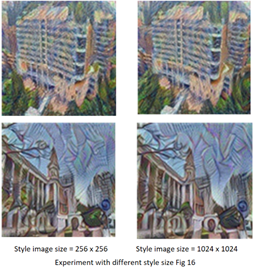 Style image size = 256 x 256
Style image size = 1024 x 1024
Experiment with different style size Fig 16